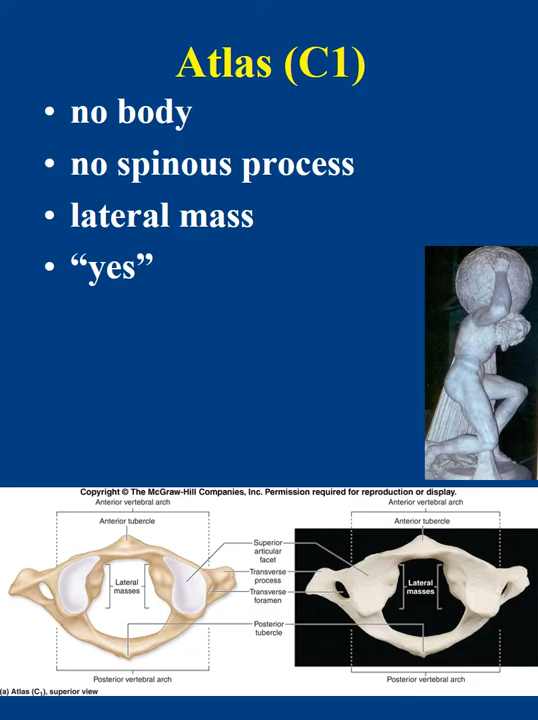 Atlas (C1)
• no body
• no spinous process
• lateral mass
• “yes”
Copyright © The McGraw-Hill Companies, Inc. Permission required for reproduction or display.
Anterior vertebral arch
Anterior vertebral arch
Anterior tubercle
Anterior tubercle
Superior
articular
facet
Transverse
process
Transverse
foramen
Lateral
masses
Lateral
masses
Posterior
tubercle
Posterior vertebral arch
Posterior vertebral arch
(a) Atlas (C1), superior view